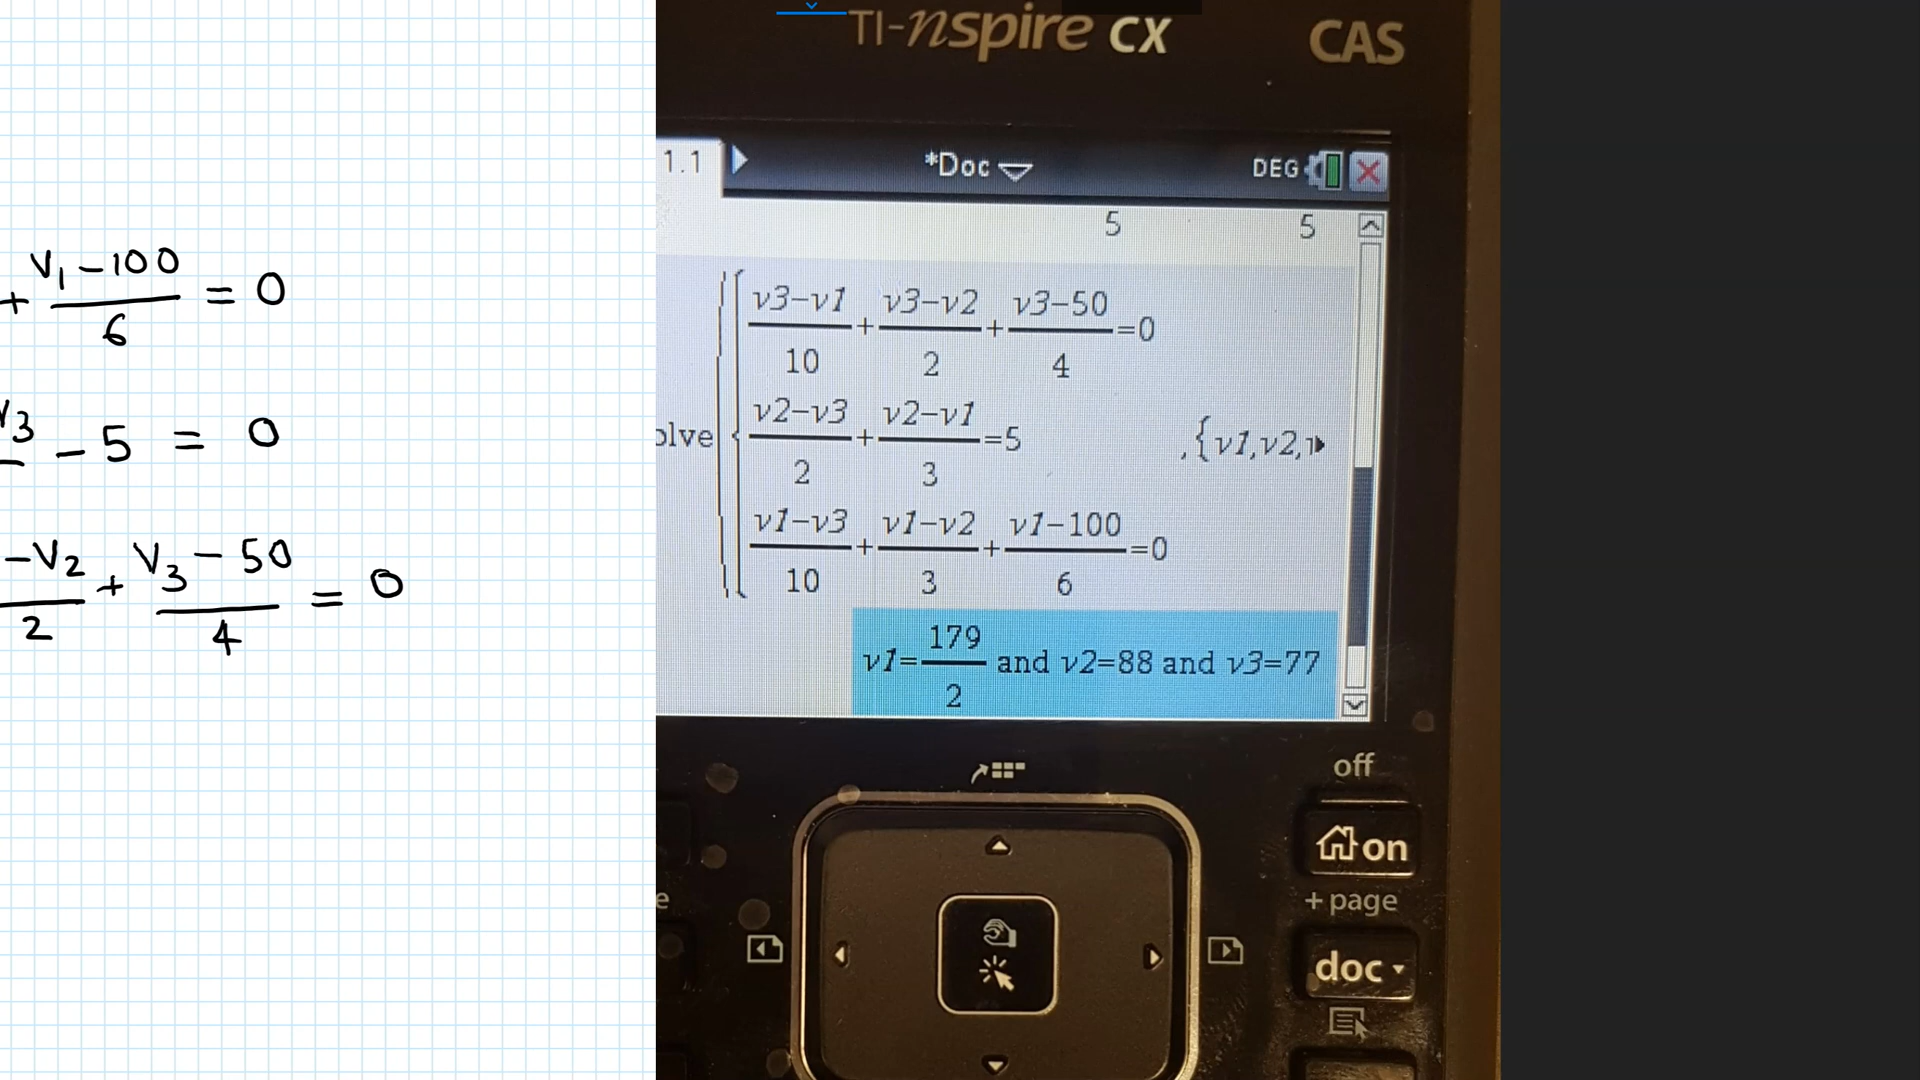 + V₁-100/6 = 0
V3 - 5 = 0
-V₂/2 + V₃-50/4 = 0
TI-nspire CX CAS
1.1 *Doc DEG
5 5
v3-v1/10 + v3-v2/2 + v3-50/4 =0
olve v2-v3/2 + v2-v1/3 =5 ,{v1,v2,
v1-v3/10 + v1-v2/3 + v1-100/6 =0
v1=179/2 and v2=88 and v3=77
off
on
e + page
doc